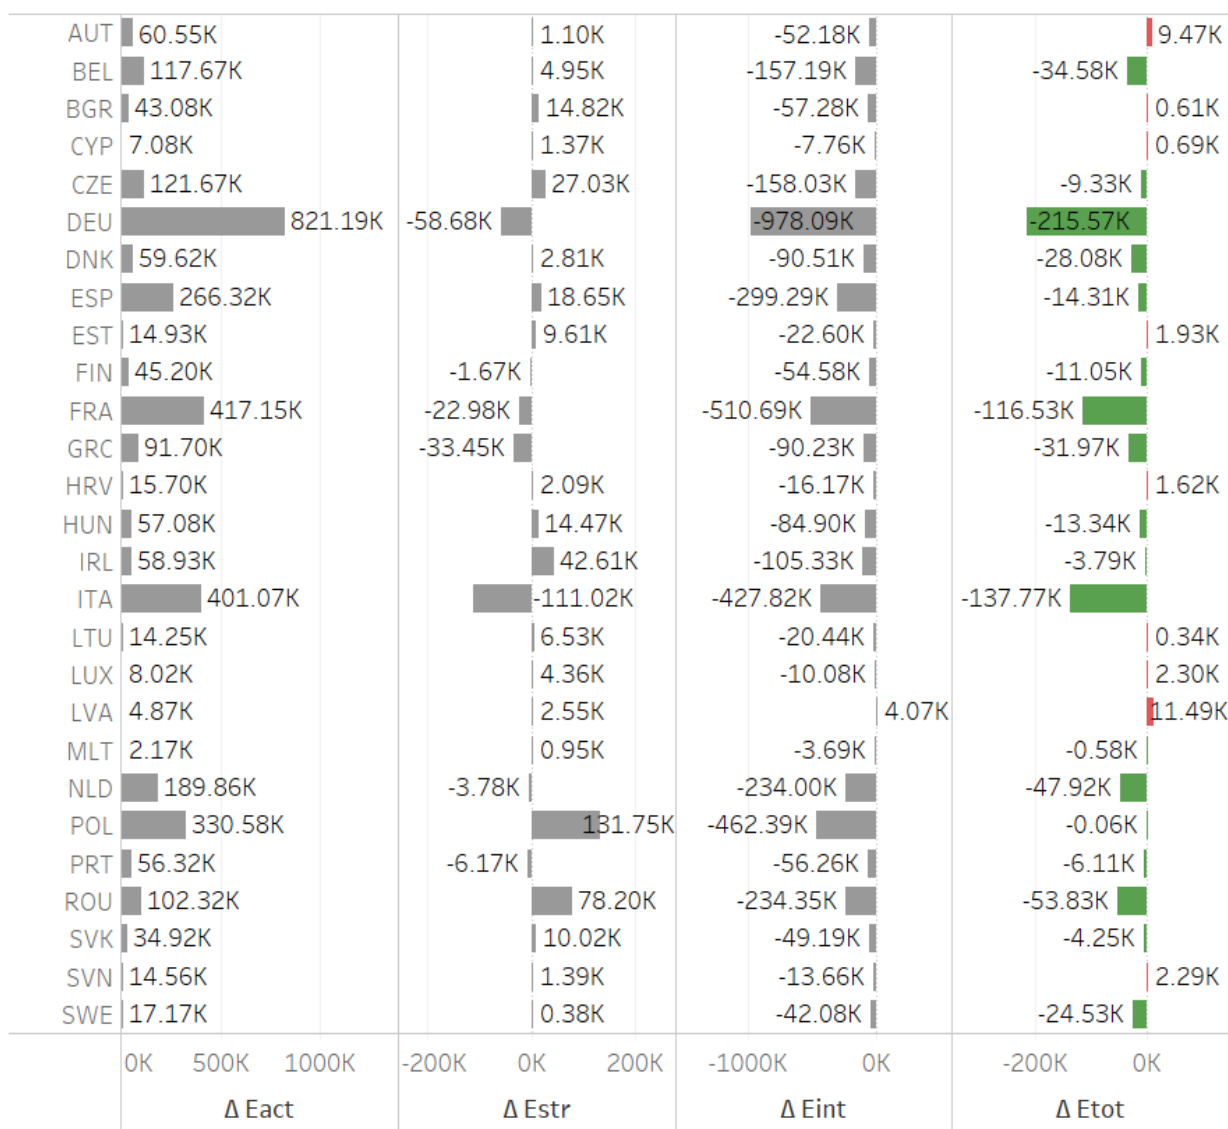 AUT 60.55K 1.10K -52.18K 9.47K
BEL 117.67K 4.95K -157.19K -34.58K
BGR 43.08K 14.82K -57.28K 0.61K
CYP 7.08K 1.37K -7.76K 0.69K
CZE 121.67K 27.03K -158.03K -9.33K
DEU 821.19K -58.68K -978.09K -215.57K
DNK 59.62K 2.81K -90.51K -28.08K
ESP 266.32K 18.65K -299.29K -14.31K
EST 14.93K 9.61K -22.60K 1.93K
FIN 45.20K -1.67K -54.58K -11.05K
FRA 417.15K -22.98K -510.69K -116.53K
GRC 91.70K -33.45K -90.23K -31.97K
HRV 15.70K 2.09K -16.17K 1.62K
HUN 57.08K 14.47K -84.90K -13.34K
IRL 58.93K 42.61K -105.33K -3.79K
ITA 401.07K -111.02K -427.82K -137.77K
LTU 14.25K 6.53K -20.44K 0.34K
LUX 8.02K 4.36K -10.08K 2.30K
LVA 4.87K 2.55K 4.07K 11.49K
MLT 2.17K 0.95K -3.69K -0.58K
NLD 189.86K -3.78K -234.00K -47.92K
POL 330.58K 131.75K -462.39K -0.06K
PRT 56.32K -6.17K -56.26K -6.11K
ROU 102.32K 78.20K -234.35K -53.83K
SVK 34.92K 10.02K -49.19K -4.25K
SVN 14.56K 1.39K -13.66K 2.29K
SWE 17.17K 0.38K -42.08K -24.53K
0K 500K 1000K -200K 0K 200K -1000K 0K -200K 0K
Δ Eact Δ Estr Δ Eint Δ Etot